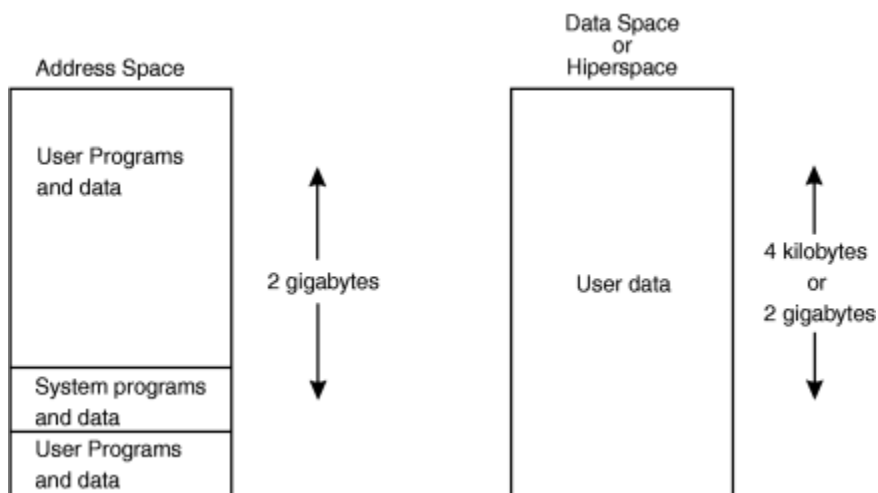 Address Space
User Programs
and data
System programs
and data
User Programs
and data
2 gigabytes
Data Space
or
Hiperspace
User data
4 kilobytes
or
2 gigabytes